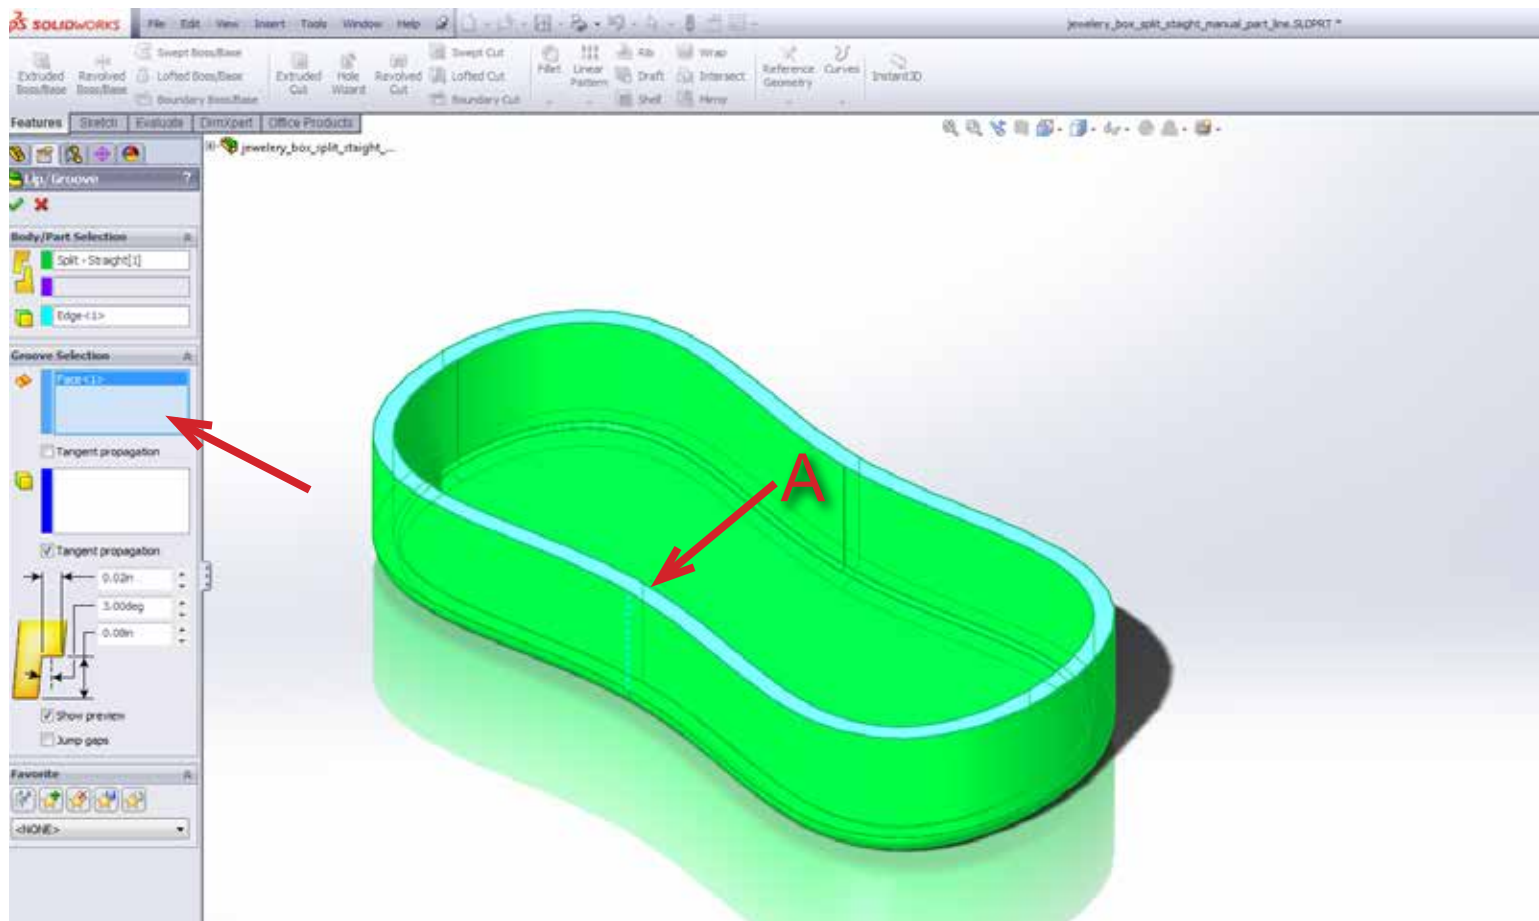 SOLIDWORKS File Edit View Insert Tools Window Help jewelery_box_split_staight_manual_part_line.SLDPRT *
Extruded Boss/Base
Revolved Boss/Base
Swept Boss/Base
Lofted Boss/Base
Boundary Boss/Base
Extruded Cut
Hole Wizard
Revolved Cut
Swept Cut
Lofted Cut
Boundary Cut
Fillet
Linear Pattern
Rib
Draft
Shell
Wrap
Intersect
Mirror
Reference Geometry
Curves
Instant3D
Features Sketch Evaluate DimXpert Office Products
jewelery_box_split_staight_...
Lip/Groove ?
Body/Part Selection
Split - Straight[1]
Edge<1>
Groove Selection
Face<1>
Tangent propagation
Tangent propagation
0.02in
3.00deg
0.08in
Show preview
Jump gaps
Favorite
<NONE>
A